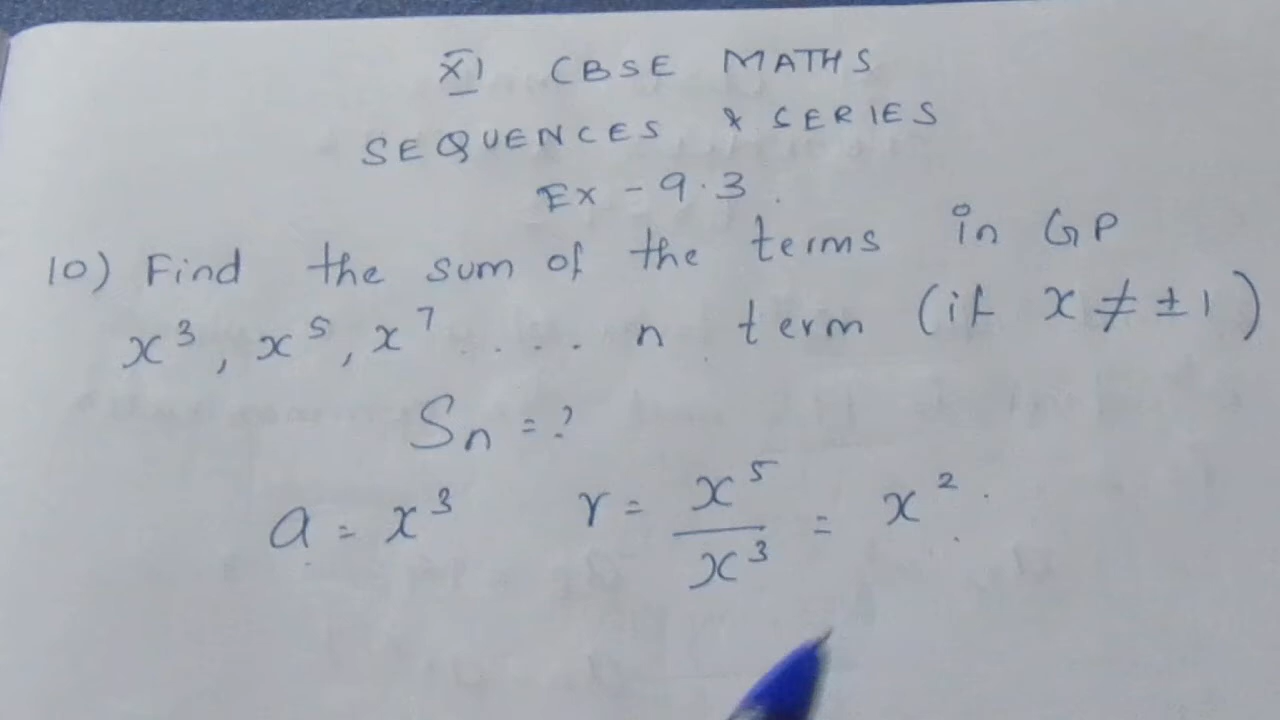 XI CBSE MATHS
SEQUENCES & SERIES
Ex - 9.3.
10) Find the sum of the terms in GP
x³, x⁵, x⁷ .... n term (if x ≠ ±1)
Sn = ?
a = x³ r = x⁵/x³ = x².